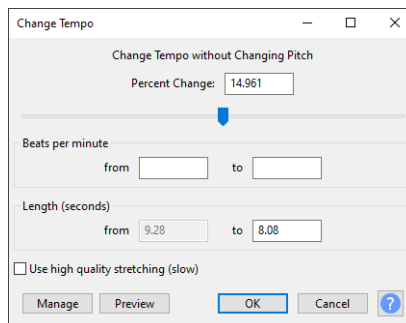 Change Tempo
Change Tempo without Changing Pitch
Percent Change: 14.961
Beats per minute
from to
Length (seconds)
from 9.28 to 8.08
Use high quality stretching (slow)
Manage Preview OK Cancel ?